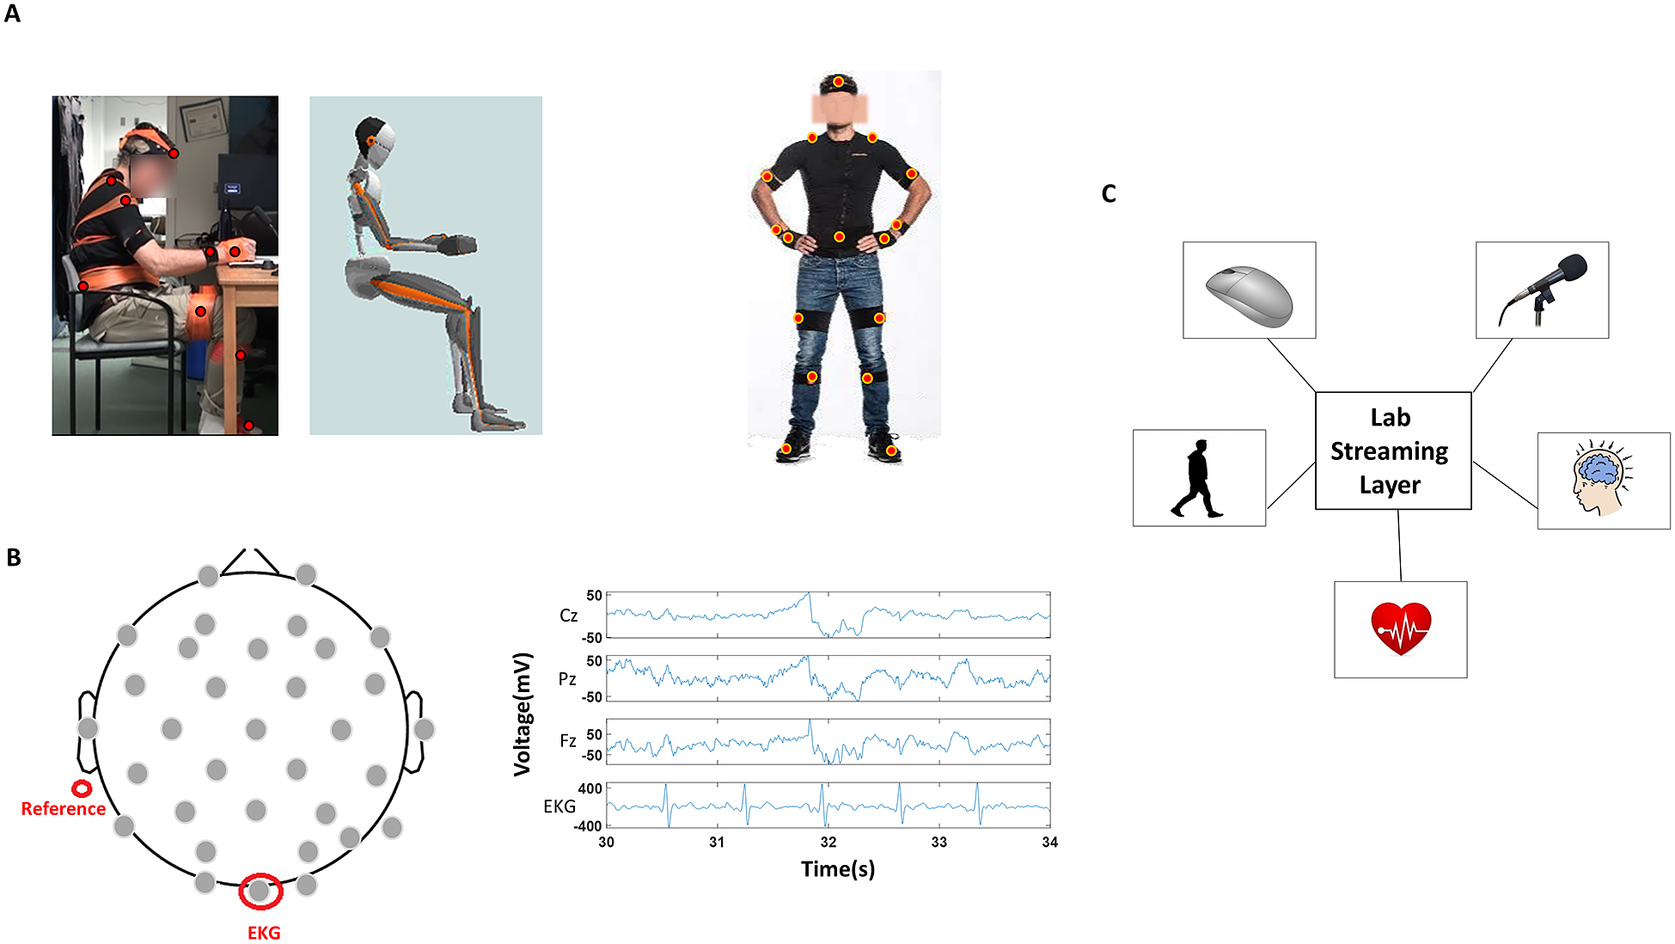 A
C
Lab
Streaming
Layer
B
Reference
EKG
Voltage(mV)
Cz
50
-50
Pz
50
-50
Fz
50
-50
EKG
400
-400
30
31
32
33
34
Time(s)